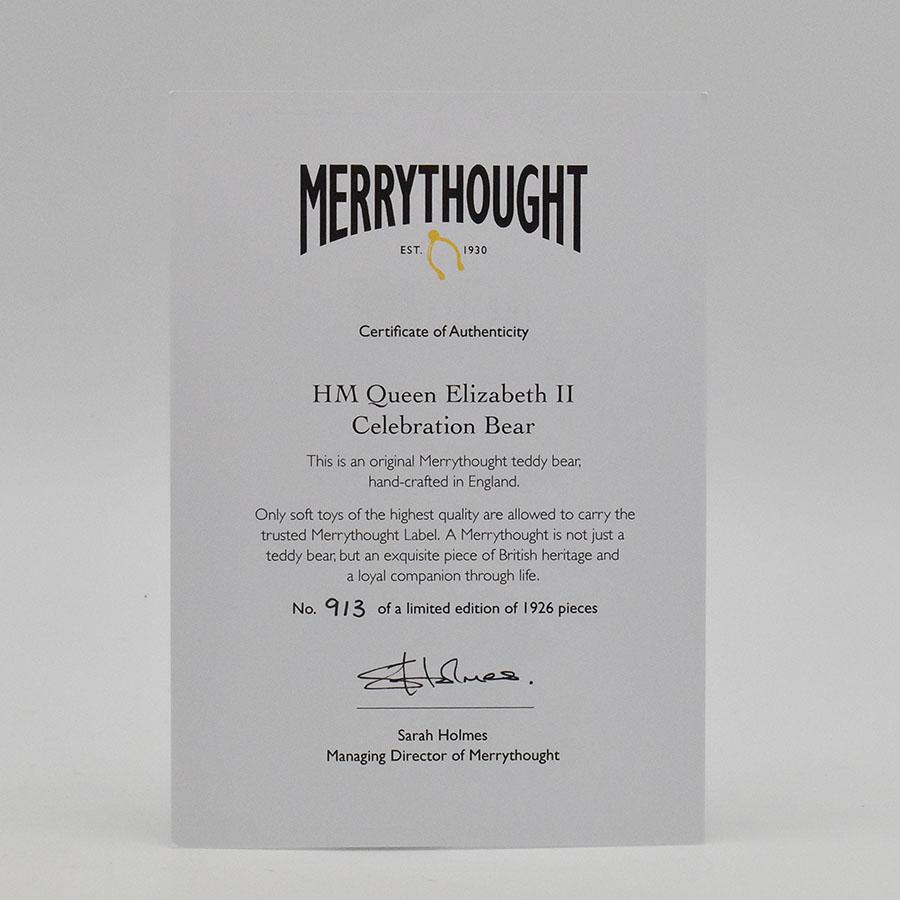 MERRYTHOUGHT
EST. 1930
Certificate of Authenticity
HM Queen Elizabeth II
Celebration Bear
This is an original Merrythought teddy bear,
hand-crafted in England.
Only soft toys of the highest quality are allowed to carry the
trusted Merrythought Label. A Merrythought is not just a
teddy bear, but an exquisite piece of British heritage and
a loyal companion through life.
No. 913 of a limited edition of 1926 pieces
SHolmes.
Sarah Holmes
Managing Director of Merrythought